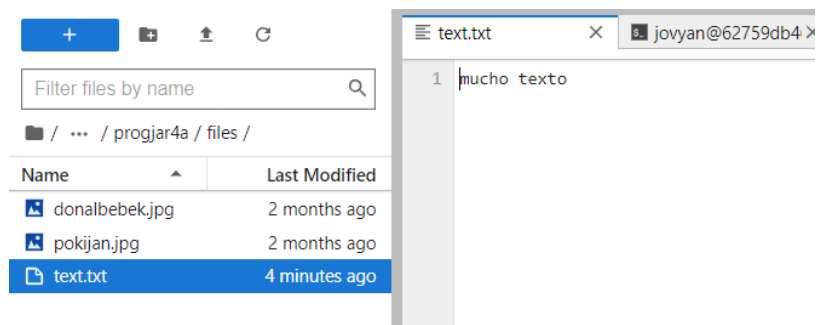 +
text.txt
jovyan@62759db4
Filter files by name
/ ... / progjar4a / files /
1 mucho texto
Name Last Modified
donalbebek.jpg 2 months ago
pokijan.jpg 2 months ago
text.txt 4 minutes ago